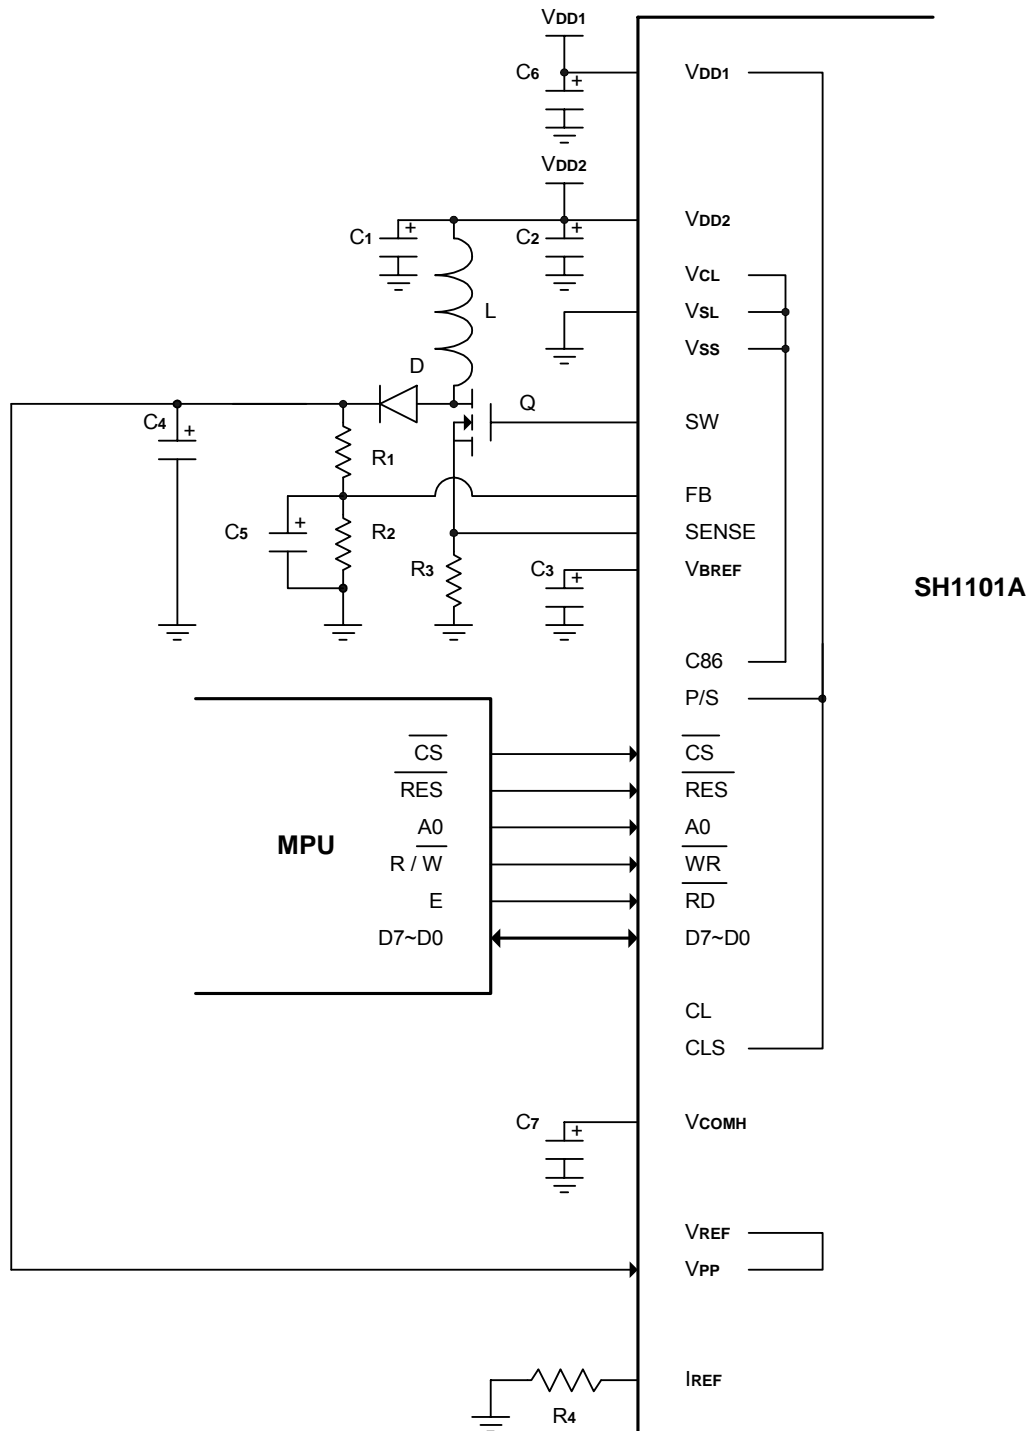 VDD1
C6
+
VDD1
VDD2
VDD2
C1
+
C2
+
VCL
L
VSL
VSS
D
Q
SW
C4
+
R1
FB
C5
+
R2
SENSE
R3
C3
+
VBREF
SH1101A
C86
P/S
CS
CS
RES
RES
MPU
A0
A0
R / W
WR
E
RD
D7~D0
D7~D0
CL
CLS
C7
+
VCOMH
VREF
VPP
IREF
R4